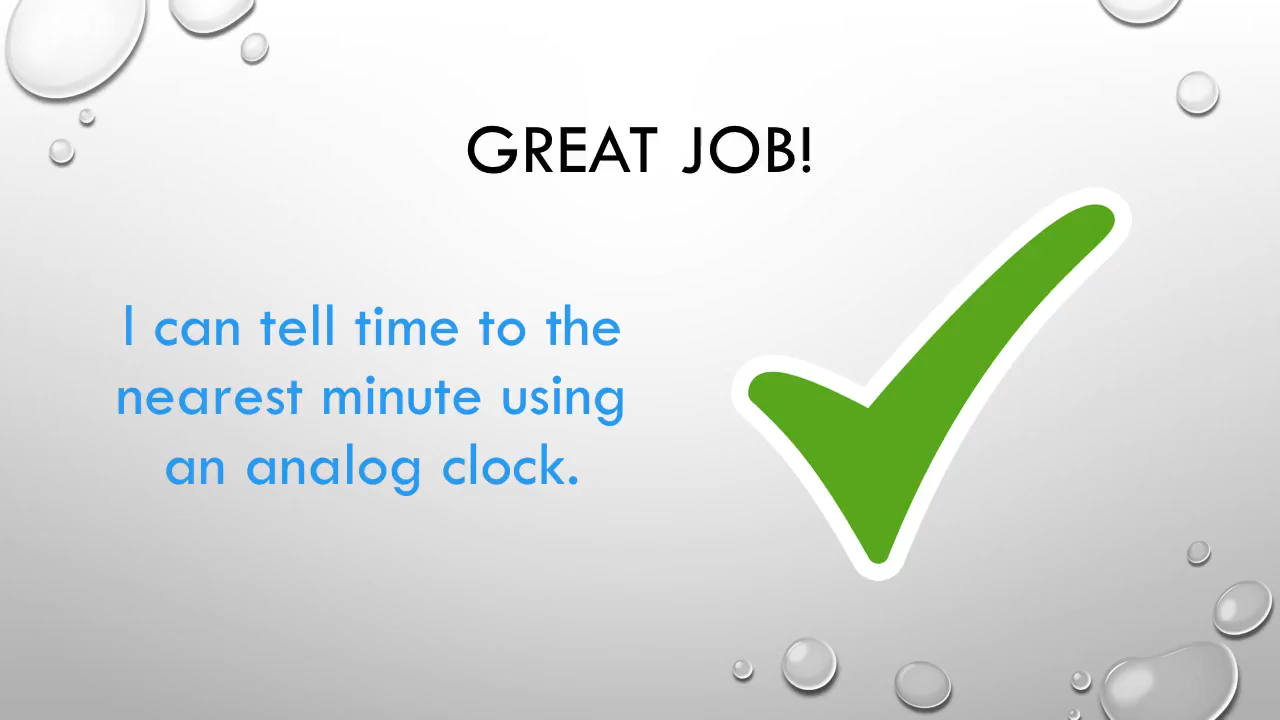 GREAT JOB!
I can tell time to the
nearest minute using
an analog clock.